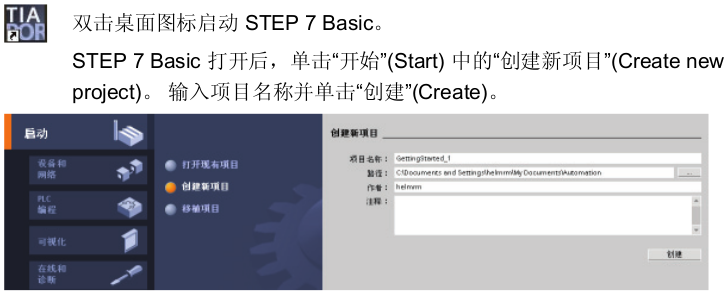 TIA
POR
双击桌面图标启动 STEP 7 Basic。
STEP 7 Basic 打开后，单击“开始”(Start) 中的“创建新项目”(Create new
project)。 输入项目名称并单击“创建”(Create)。
启动
设备和
网络
PLC
编程
可视化
在线和
诊断
打开现有项目
创建新项目
移植项目
创建新项目
项目名称： GettingStarted_1
路径： C:\Documents and Settings\helmrm\My Documents\Automation ...
作者： helmrm
注释：
创建